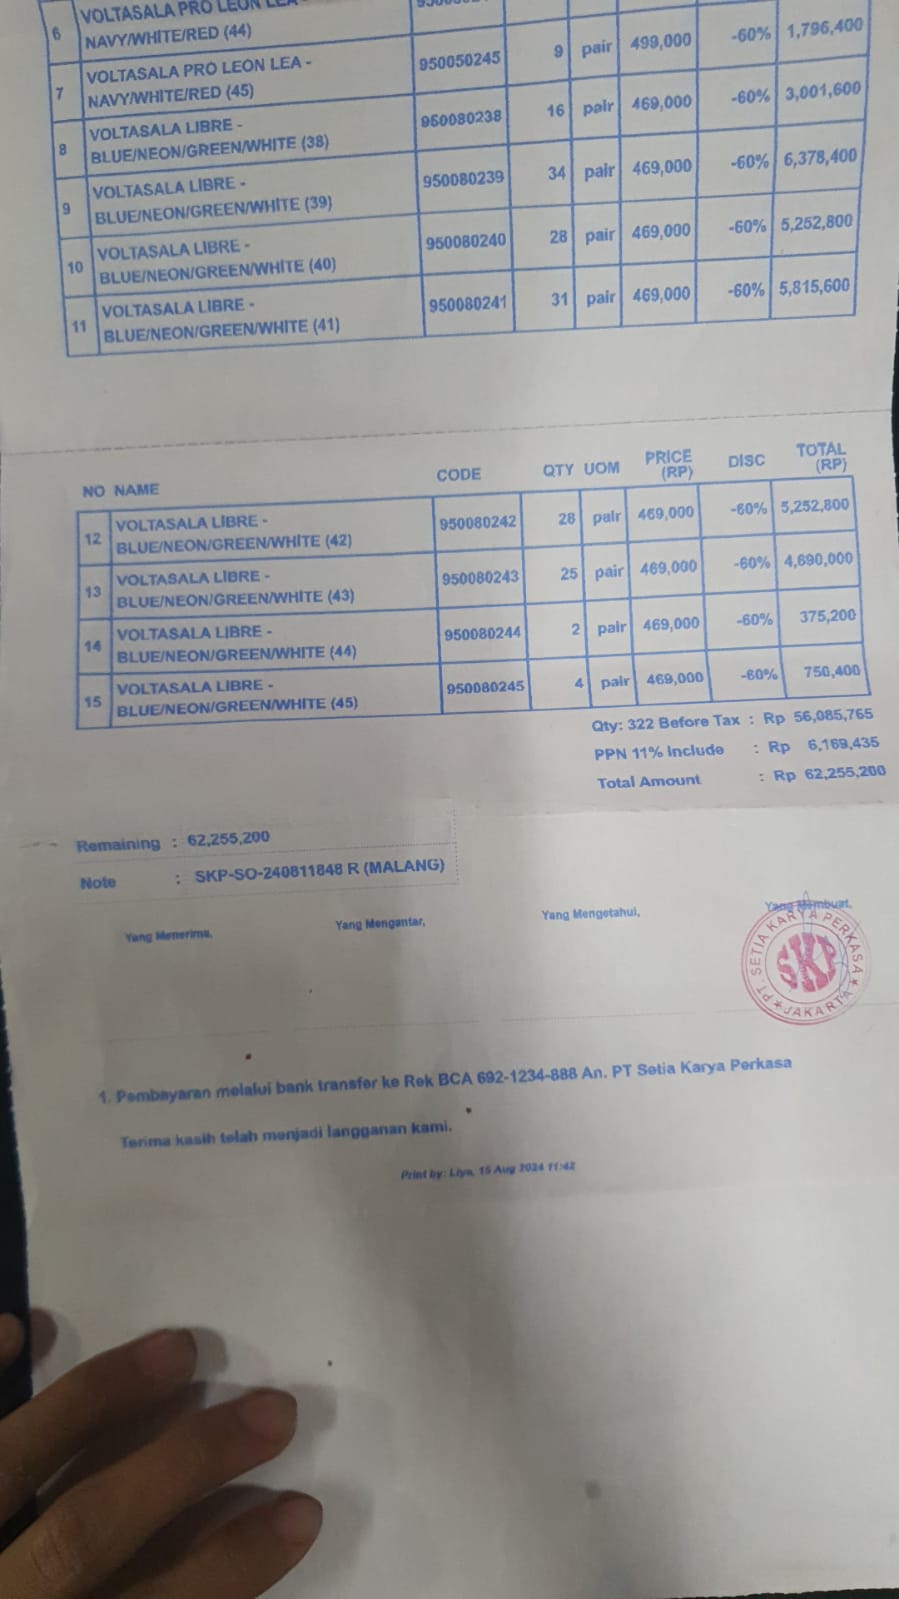 6 VOLTASALA PRO LEON LEA -
NAVY/WHITE/RED (44)
7 VOLTASALA PRO LEON LEA - 950050245 9 pair 499,000 -60% 1,796,400
NAVY/WHITE/RED (45)
8 VOLTASALA LIBRE - 950080238 16 pair 469,000 -60% 3,001,600
BLUE/NEON/GREEN/WHITE (38)
9 VOLTASALA LIBRE - 950080239 34 pair 469,000 -60% 6,378,400
BLUE/NEON/GREEN/WHITE (39)
10 VOLTASALA LIBRE - 950080240 28 pair 469,000 -60% 5,252,800
BLUE/NEON/GREEN/WHITE (40)
11 VOLTASALA LIBRE - 950080241 31 pair 469,000 -60% 5,815,600
BLUE/NEON/GREEN/WHITE (41)
NO NAME CODE QTY UOM PRICE (RP) DISC TOTAL (RP)
12 VOLTASALA LIBRE - 950080242 28 pair 469,000 -60% 5,252,800
BLUE/NEON/GREEN/WHITE (42)
13 VOLTASALA LIBRE - 950080243 25 pair 469,000 -60% 4,690,000
BLUE/NEON/GREEN/WHITE (43)
14 VOLTASALA LIBRE - 950080244 2 pair 469,000 -60% 375,200
BLUE/NEON/GREEN/WHITE (44)
15 VOLTASALA LIBRE - 950080245 4 pair 469,000 -60% 750,400
BLUE/NEON/GREEN/WHITE (45)
Qty: 322 Before Tax : Rp 56,085,765
PPN 11% Include : Rp 6,169,435
Total Amount : Rp 62,255,200
Remaining : 62,255,200
Note : SKP-SO-240811848 R (MALANG)
Yang Menerima, Yang Mengantar, Yang Mengetahui, Yang Membuat,
PT. SETIA KARYA PERKASA
SKP
JAKARTA
1. Pembayaran melalui bank transfer ke Rek BCA 692-1234-888 An. PT Setia Karya Perkasa
Terima kasih telah menjadi langganan kami.
Print by: Liya, 15 Aug 2024 11:42